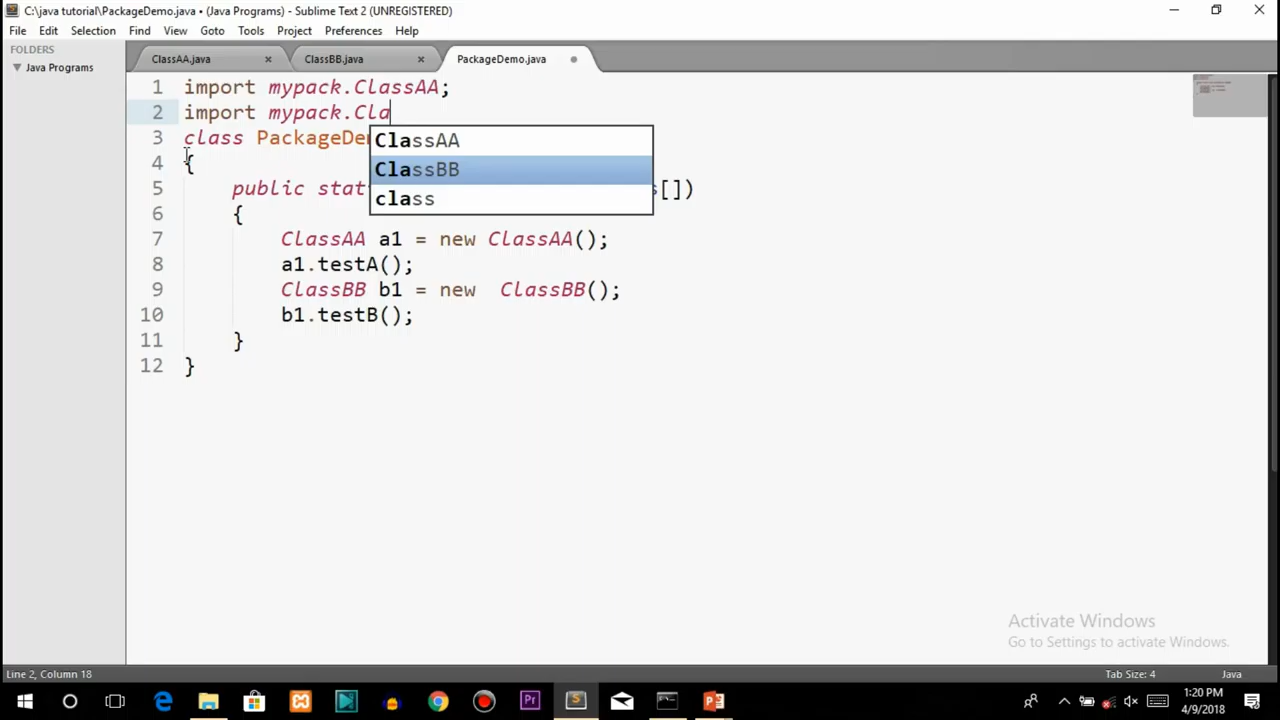 C:\java tutorial\PackageDemo.java • (Java Programs) - Sublime Text 2 (UNREGISTERED)
File Edit Selection Find View Goto Tools Project Preferences Help
FOLDERS
Java Programs
ClassAA.java × ClassBB.java × PackageDemo.java
1 import mypack.ClassAA;
2 import mypack.Cla
3 class PackageDem
ClassAA
4 {
ClassBB
5 public stat s[])
class
6 {
7 ClassAA a1 = new ClassAA();
8 a1.testA();
9 ClassBB b1 = new  ClassBB();
10 b1.testB();
11 }
12 }
Activate Windows
Go to Settings to activate Windows.
Line 2, Column 18 Tab Size: 4 Java
Pr S
1:20 PM
4/9/2018